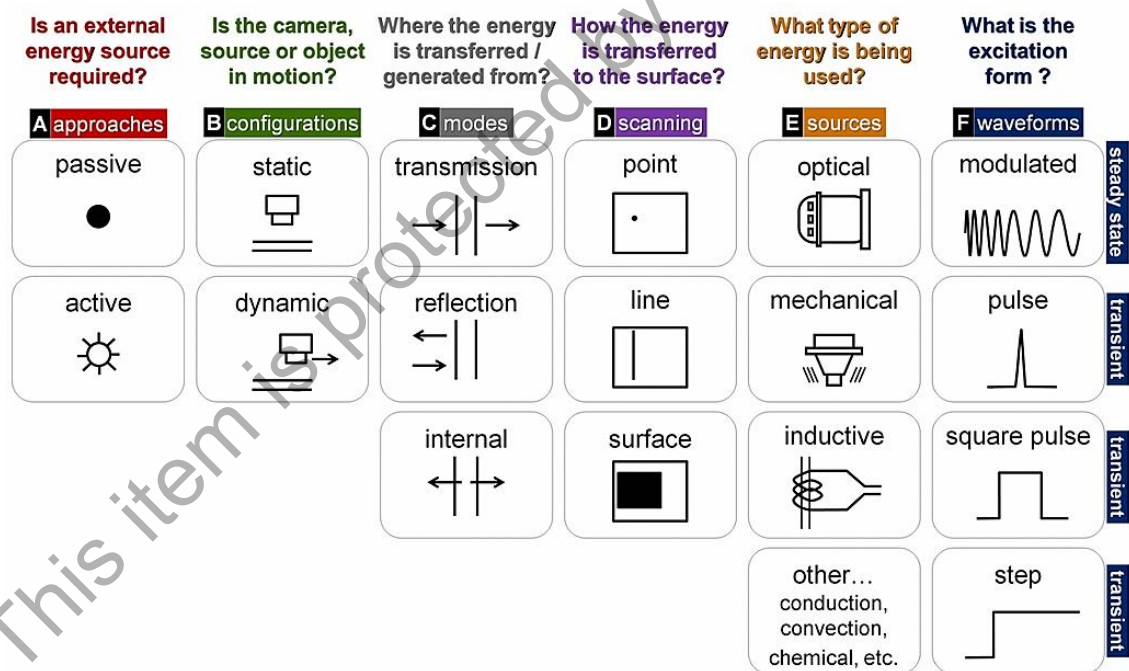 Is an external
energy source
required?
Is the camera,
source or object
in motion?
Where the energy
is transferred /
generated from?
How the energy
is transferred
to the surface?
What type of
energy is being
used?
What is the
excitation
form ?
A approaches
B configurations
C modes
D scanning
E sources
F waveforms
passive
static
transmission
point
optical
modulated
steady state
active
dynamic
reflection
line
mechanical
pulse
transient
internal
surface
inductive
square pulse
transient
other...
conduction,
convection,
chemical, etc.
step
transient
This item is protected by